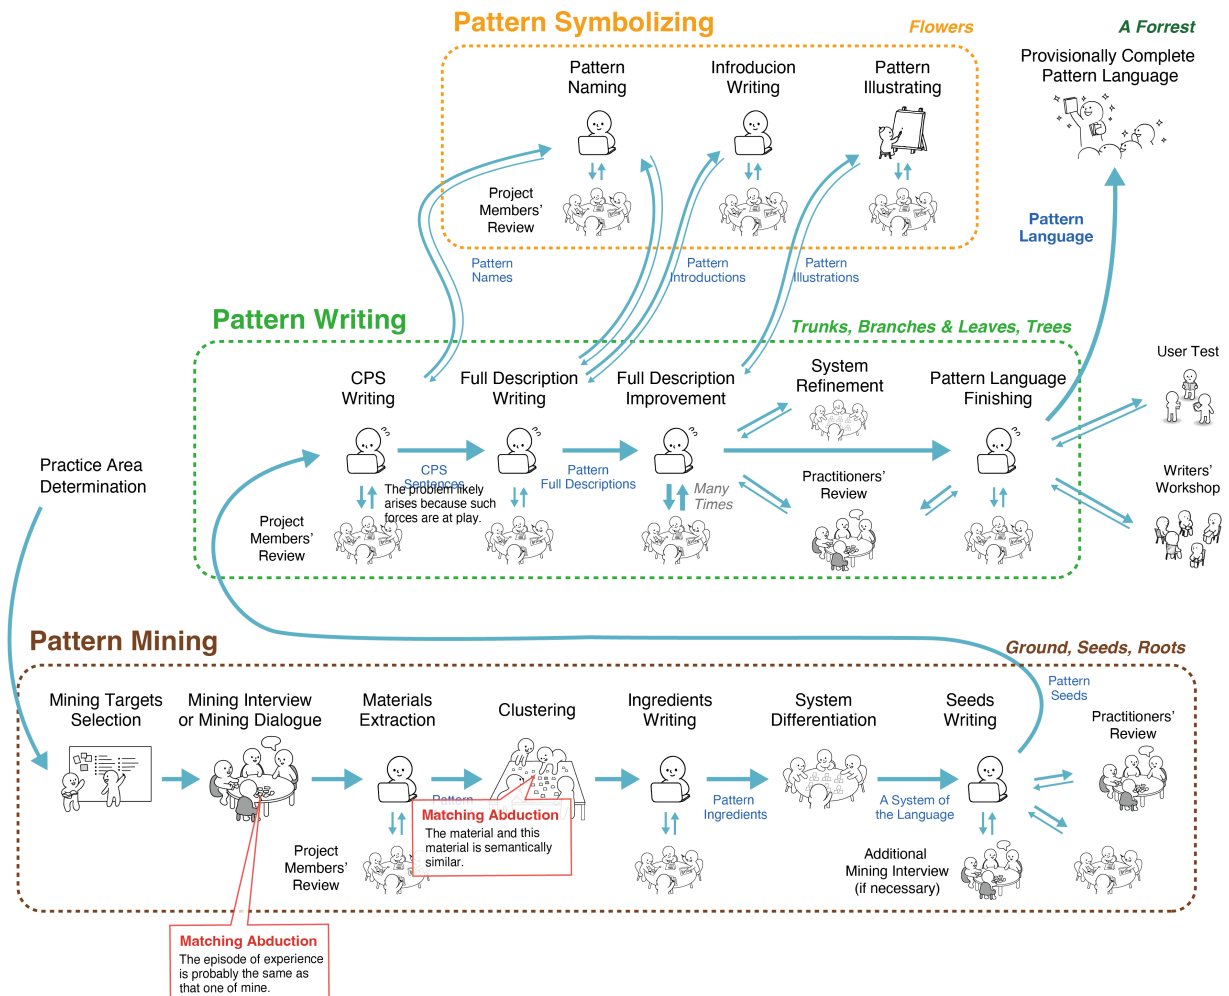 Pattern Symbolizing
Flowers
A Forrest
Provisionally Complete
Pattern Language
Pattern
Naming
Infroducion
Writing
Pattern
Illustrating
Project
Members’
Review
Pattern
Language
Pattern
Names
Pattern
Introductions
Pattern
Illustrations
Pattern Writing
Trunks, Branches & Leaves, Trees
CPS
Writing
Full Description
Writing
Full Description
Improvement
System
Refinement
Pattern Language
Finishing
User Test
CPS
Sentences
The problem likely
arises because such
forces are at play.
Pattern
Full Descriptions
Many
Times
Practitioners’
Review
Writers’
Workshop
Project
Members’
Review
Practice Area
Determination
Pattern Mining
Ground, Seeds, Roots
Mining Targets
Selection
Mining Interview
or Mining Dialogue
Materials
Extraction
Clustering
Ingredients
Writing
System
Differentiation
Seeds
Writing
Pattern
Seeds
Practitioners’
Review
Pattern
Matching Abduction
The material and this
material is semantically
similar.
Pattern
Ingredients
A System of
the Language
Project
Members’
Review
Additional
Mining Interview
(if necessary)
Matching Abduction
The episode of experience
is probably the same as
that one of mine.